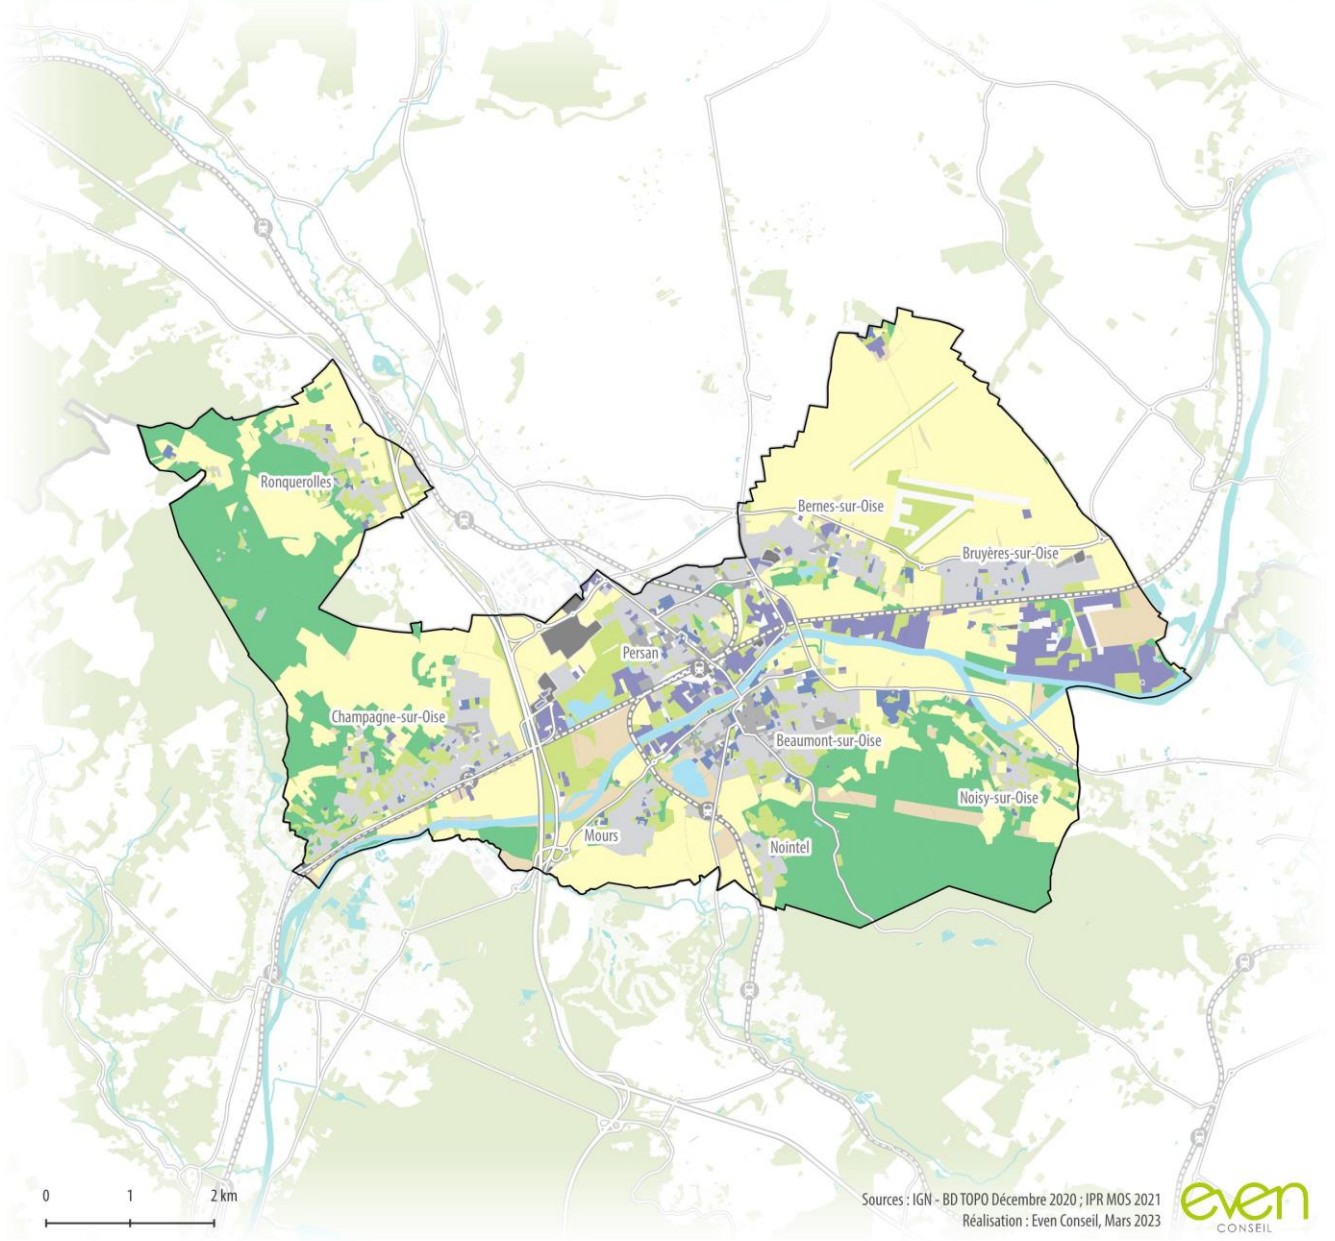 Bernes-sur-Oise
Ronquerolles
Bruyères-sur-Oise
Persan
Champagne-sur-Oise
Beaumont-sur-Oise
Noisy-sur-Oise
Mours
Nointel
0 1 2 km
Sources : IGN - BD TOPO Décembre 2020 ; IPR MOS 2021
Réalisation : Even Conseil, Mars 2023
even
CONSEIL